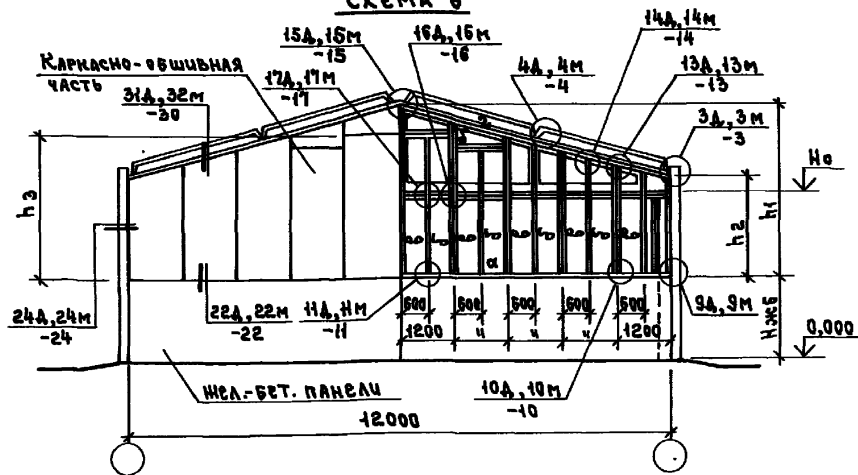 СХЕМА 6
15Д, 15М
-15
16Д, 16М
-16
14Д, 14М
-14
КАРКАСНО-ОБШИВНАЯ
ЧАСТЬ
17Д, 17М
-17
4Д, 4М
-4
13Д, 13М
-13
31Д, 32М
-30
3Д, 3М
-3
Но
h3
h2
h1
а
24Д, 24М
-24
22Д, 22М
-22
11Д, 11М
-11
600
600
600
600
600
1200
"
"
"
1200
9Д, 9М
Нжб
0,000
ЖЕЛ.-БЕТ. ПАНЕЛИ
10Д, 10М
-10
12000